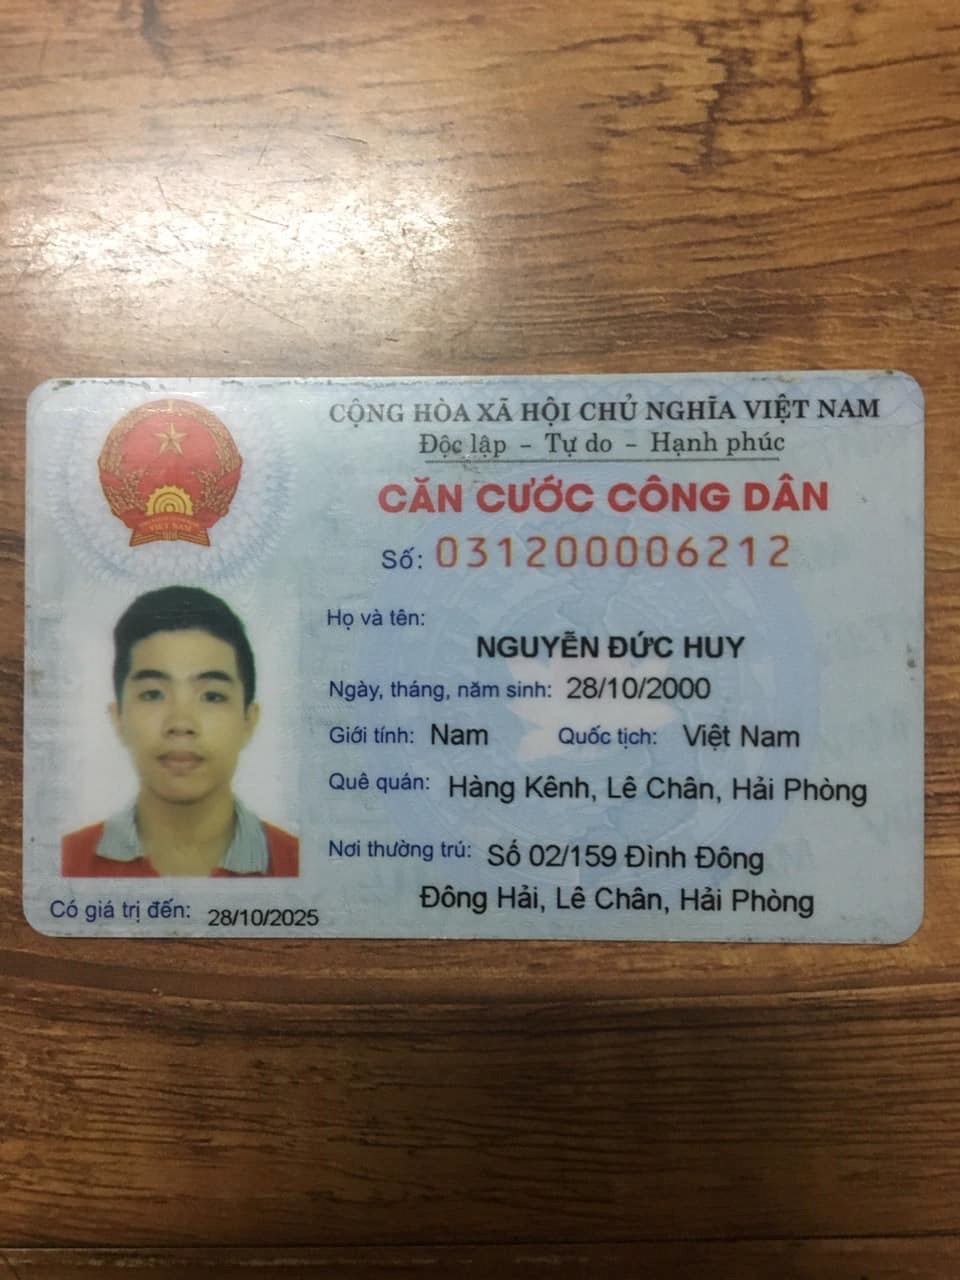 CỘNG HÒA XÃ HỘI CHỦ NGHĨA VIỆT NAM
Độc lập - Tự do - Hạnh phúc
CĂN CƯỚC CÔNG DÂN
Số: 031200006212
Họ và tên:
NGUYỄN ĐỨC HUY
Ngày, tháng, năm sinh: 28/10/2000
Giới tính: Nam Quốc tịch: Việt Nam
Quê quán: Hàng Kênh, Lê Chân, Hải Phòng
Nơi thường trú: Số 02/159 Đình Đông
Đông Hải, Lê Chân, Hải Phòng
Có giá trị đến: 28/10/2025
VIỆT NAM